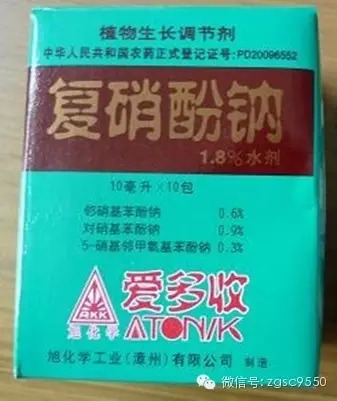 植物生长调节剂
中华人民共和国农药正式登记证号:PD20096552
复硝酚钠
1.8%水剂
10毫升×10包
邻硝基苯酚钠 0.6%
对硝基苯酚钠 0.9%
5-硝基邻甲氧基苯酚钠 0.3%
AKK
旭化学
爱多收
ATONIK
旭化学工业(漳州)有限公司 制造
微信号: zgsc9550